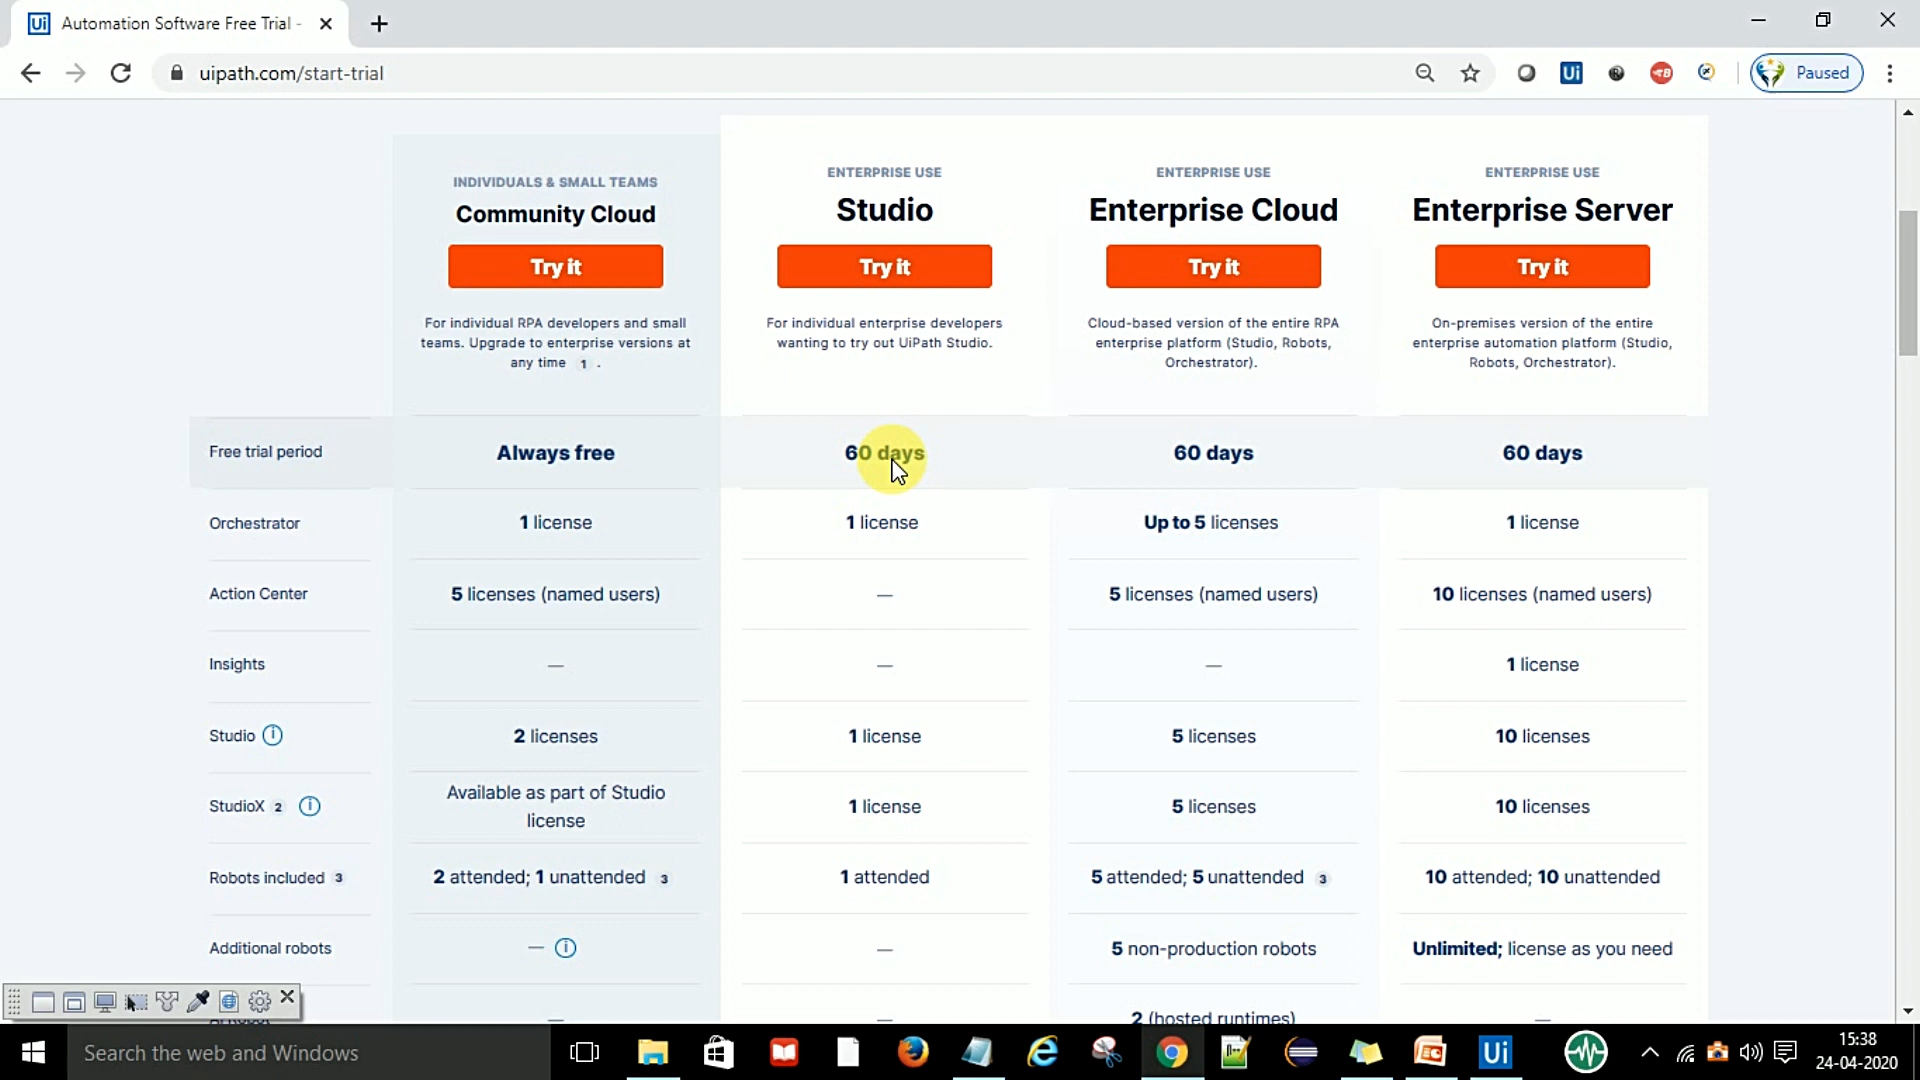 Automation Software Free Trial -
uipath.com/start-trial
Paused
INDIVIDUALS & SMALL TEAMS
Community Cloud
Try it
For individual RPA developers and small
teams. Upgrade to enterprise versions at
any time 1 .
ENTERPRISE USE
Studio
Try it
For individual enterprise developers
wanting to try out UiPath Studio.
ENTERPRISE USE
Enterprise Cloud
Try it
Cloud-based version of the entire RPA
enterprise platform (Studio, Robots,
Orchestrator).
ENTERPRISE USE
Enterprise Server
Try it
On-premises version of the entire
enterprise automation platform (Studio,
Robots, Orchestrator).
Free trial period Always free 60 days 60 days 60 days
Orchestrator 1 license 1 license Up to 5 licenses 1 license
Action Center 5 licenses (named users) — 5 licenses (named users) 10 licenses (named users)
Insights — — — 1 license
Studio 2 licenses 1 license 5 licenses 10 licenses
StudioX 2 Available as part of Studio
license 1 license 5 licenses 10 licenses
Robots included 3 2 attended; 1 unattended 3 1 attended 5 attended; 5 unattended 3 10 attended; 10 unattended
Additional robots — — 5 non-production robots Unlimited; license as you need
— — 2 (hosted runtimes) —
Search the web and Windows
Ui
15:38
24-04-2020